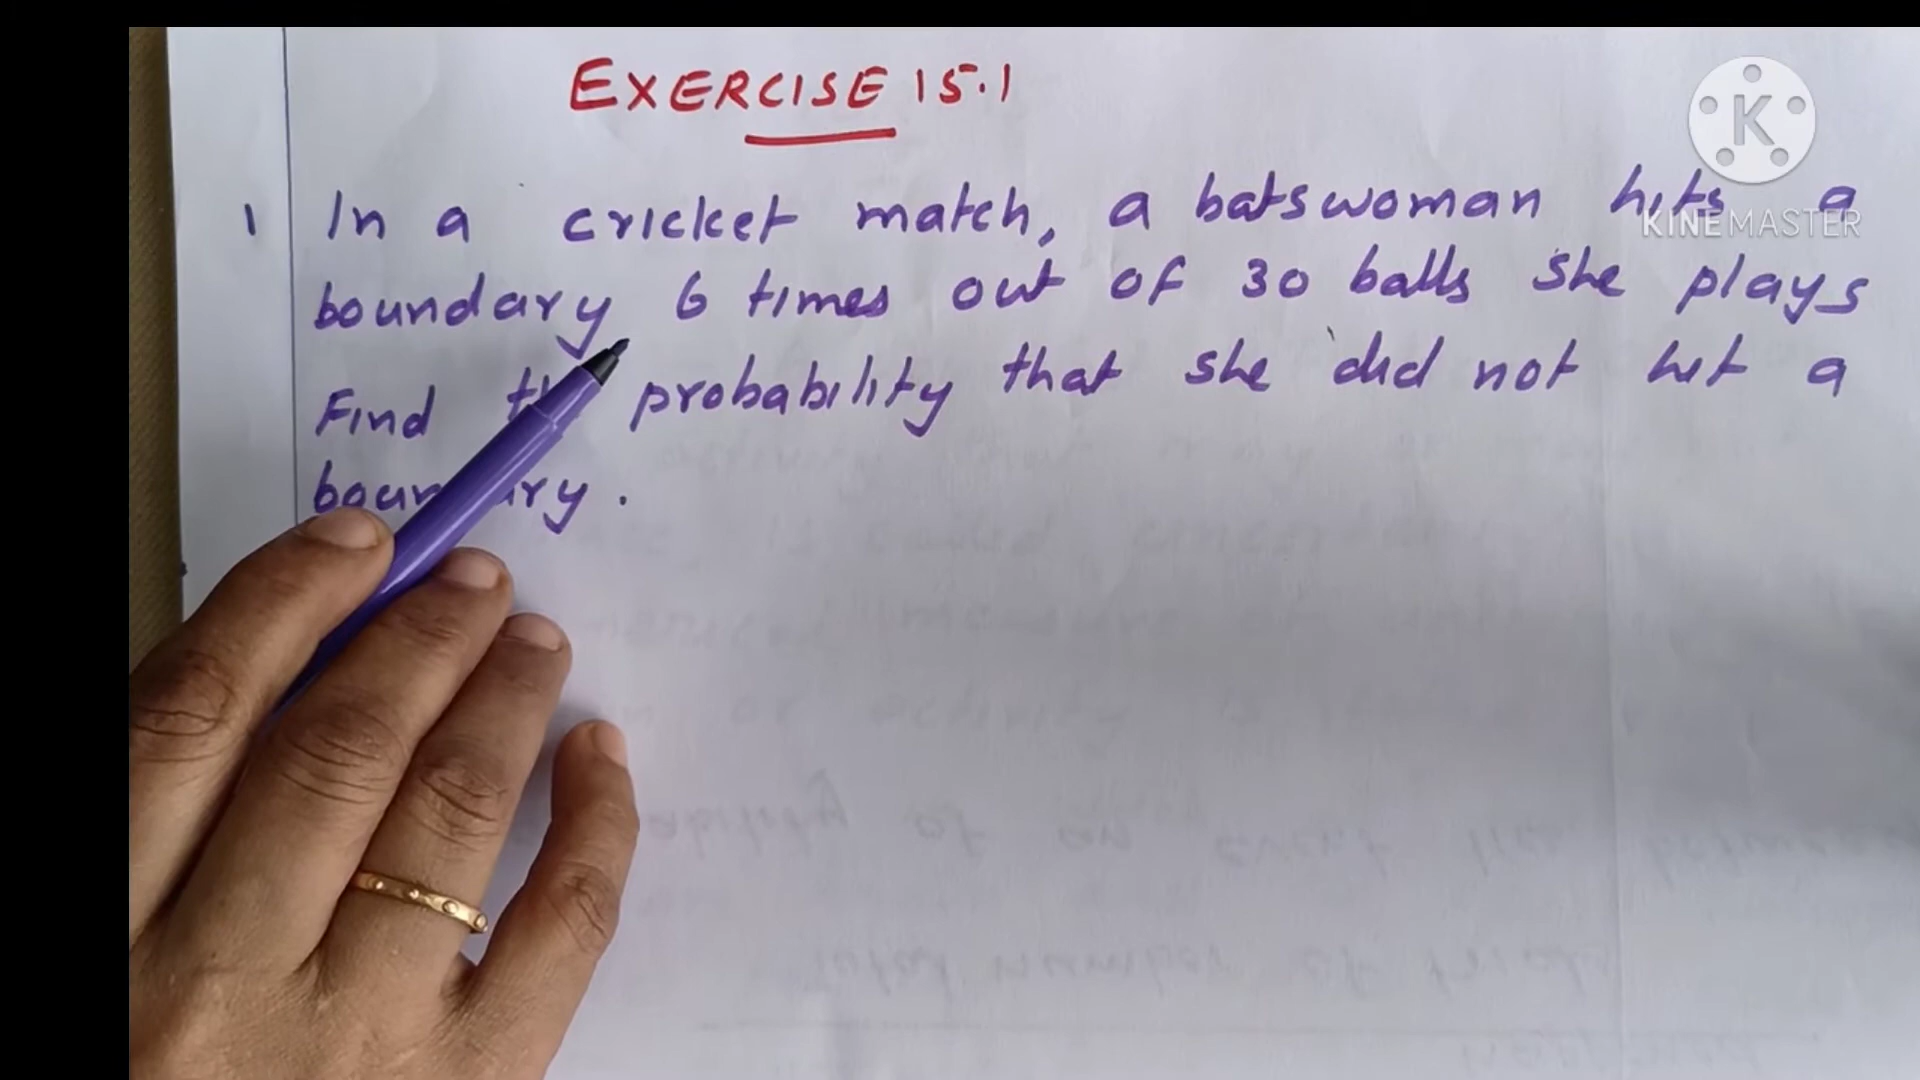 EXERCISE 15.1
1 In a cricket match, a batswoman hits a
boundary 6 times out of 30 balls she plays
Find probability that she did not hit a
boundary.
K
KINEMASTER